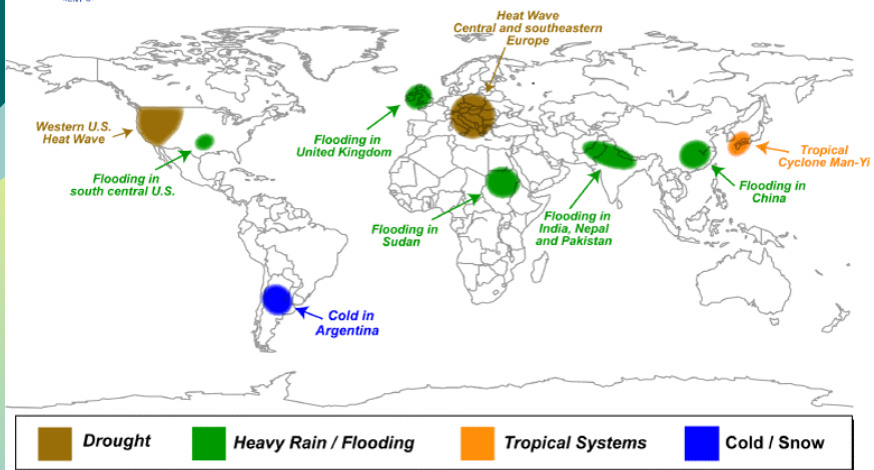 Heat Wave
Central and southeastern
Europe
Western U.S.
Heat Wave
Flooding in
United Kingdom
Tropical
Cyclone Man-Yi
Flooding in
south central U.S.
Flooding in
China
Flooding in
Sudan
Flooding in
India, Nepal
and Pakistan
Cold in
Argentina
Drought
Heavy Rain / Flooding
Tropical Systems
Cold / Snow